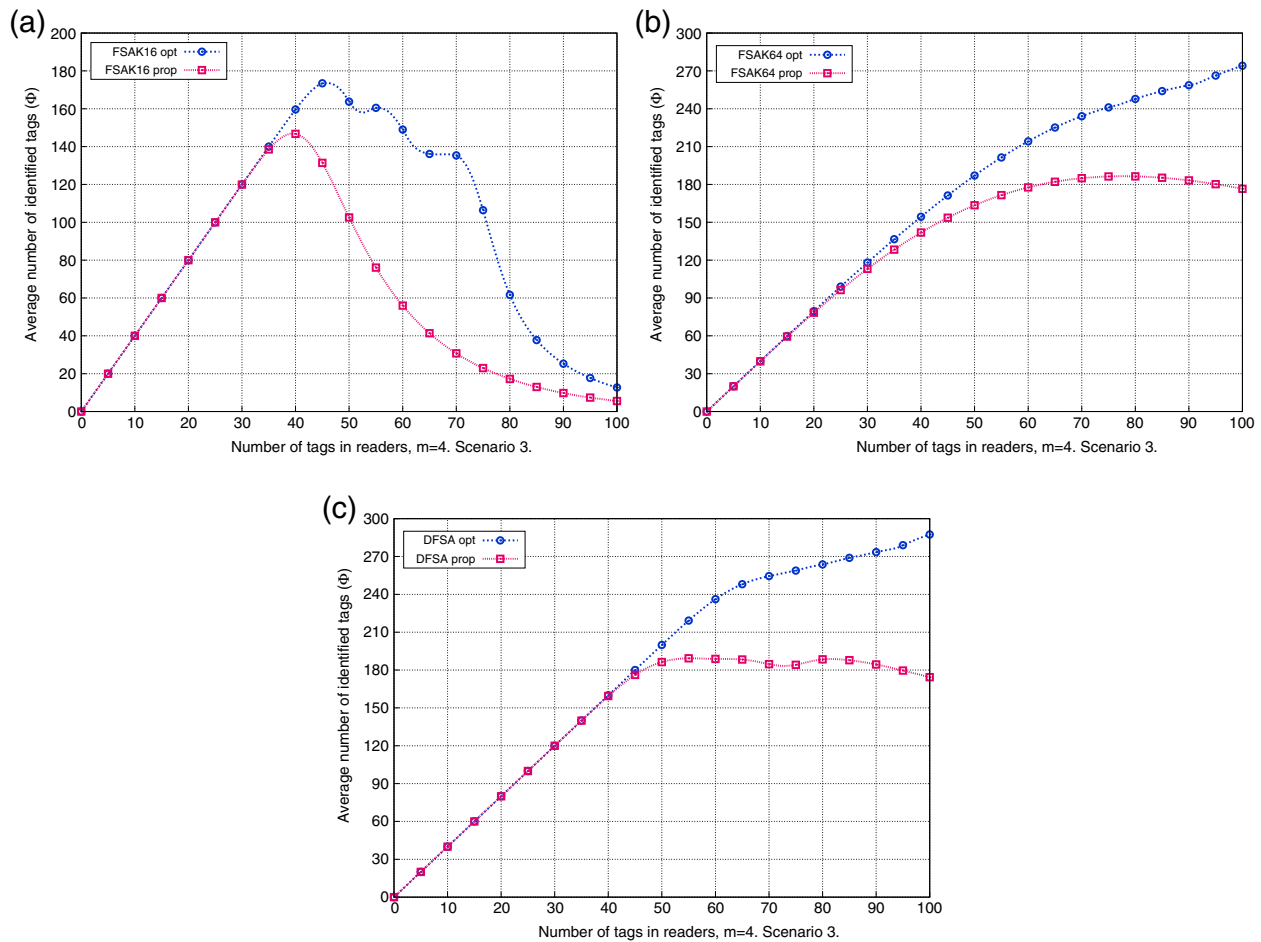 (a)
200
180
160
140
120
100
80
60
40
20
0
0 10 20 30 40 50 60 70 80 90 100
Average number of identified tags (Φ)
FSAK16 opt
FSAK16 prop
Number of tags in readers, m=4. Scenario 3.
(b)
300
270
240
210
180
150
120
90
60
30
0
0 10 20 30 40 50 60 70 80 90 100
Average number of identified tags (Φ)
FSAK64 opt
FSAK64 prop
Number of tags in readers, m=4. Scenario 3.
(c)
300
270
240
210
180
150
120
90
60
30
0
0 10 20 30 40 50 60 70 80 90 100
Average number of identified tags (Φ)
DFSA opt
DFSA prop
Number of tags in readers, m=4. Scenario 3.